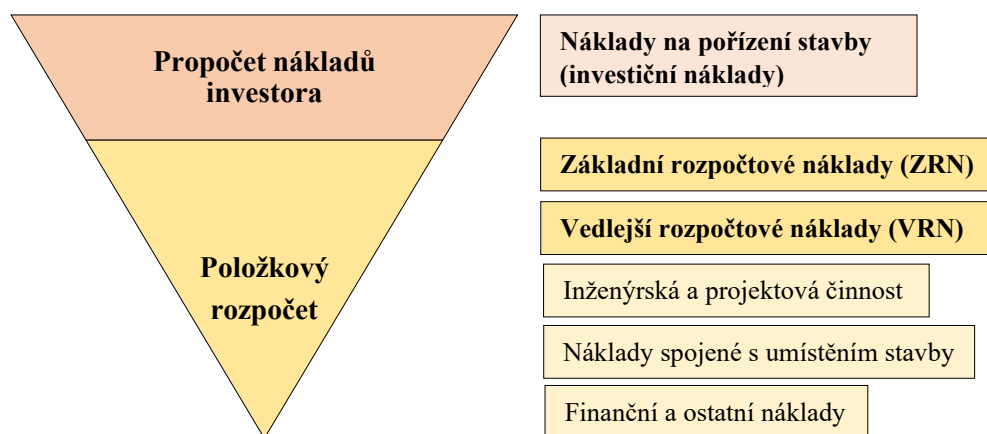 Propočet nákladů
investora
Náklady na pořízení stavby
(investiční náklady)
Základní rozpočtové náklady (ZRN)
Vedlejší rozpočtové náklady (VRN)
Položkový
rozpočet
Inženýrská a projektová činnost
Náklady spojené s umístěním stavby
Finanční a ostatní náklady